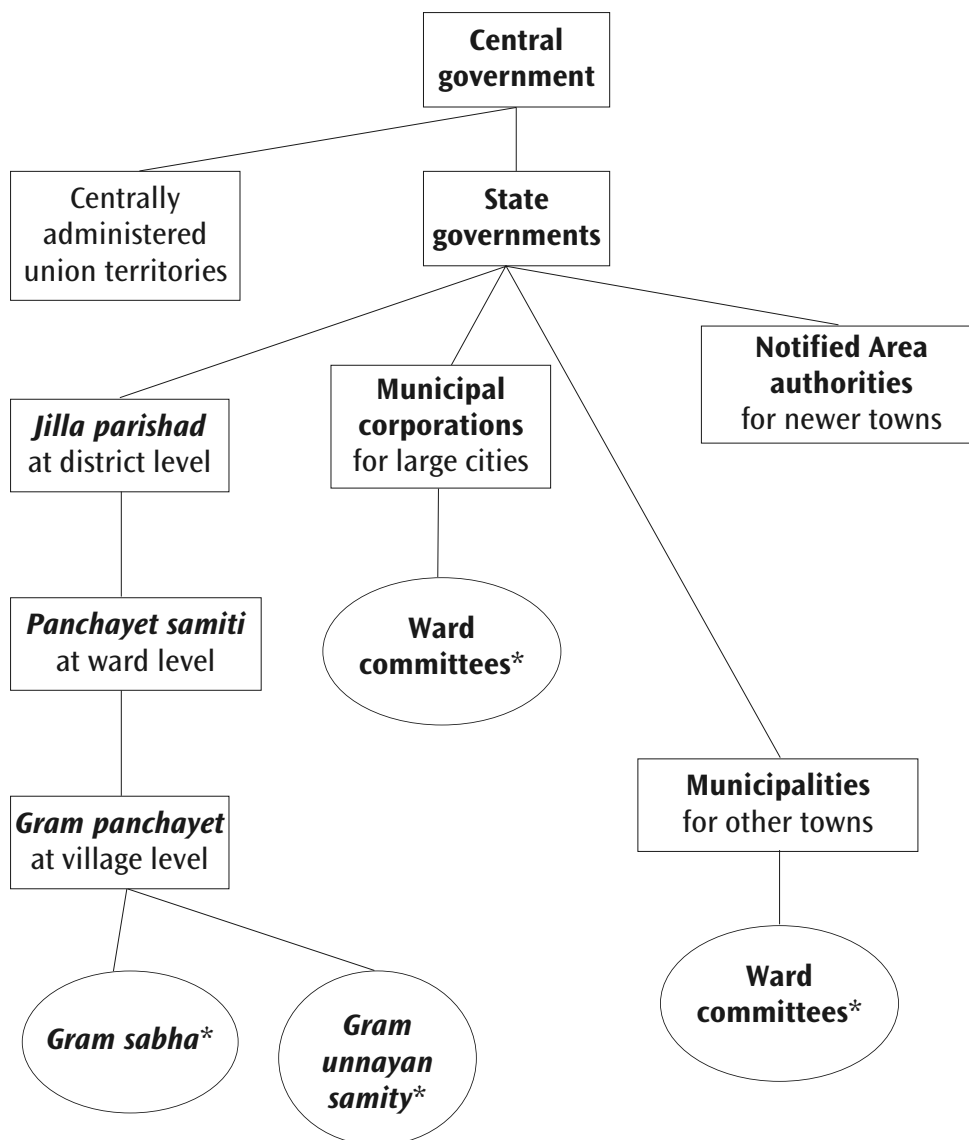 Central
government
Centrally
administered
union territories
State
governments
Notified Area
authorities
for newer towns
Municipal
corporations
for large cities
Jilla parishad
at district level
Panchayet samiti
at ward level
Ward
committees*
Municipalities
for other towns
Gram panchayet
at village level
Ward
committees*
Gram sabha*
Gram
unnayan
samity*